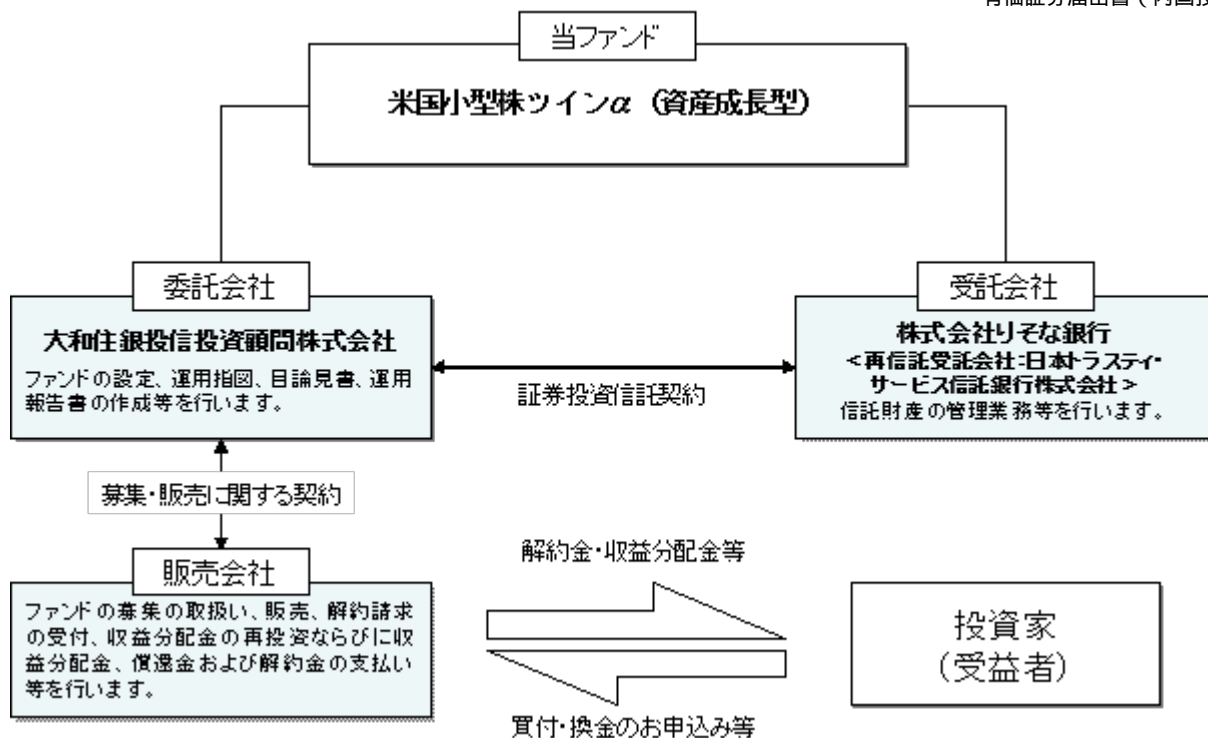 当ファンド
米国小型株ツインα（資産成長型）
委託会社
大和住銀投信投資顧問株式会社
ファンドの設定、運用指図、目論見書、運用
報告書の作成等を行います。
証券投資信託契約
受託会社
株式会社りそな銀行
＜再信託受託会社：日本トラスティ・
サービス信託銀行株式会社＞
信託財産の管理業務等を行います。
募集・販売に関する契約
販売会社
ファンドの募集の取扱い、販売、解約請求
の受付、収益分配金の再投資ならびに収
益分配金、償還金および解約金の支払い
等を行います。
解約金・収益分配金等
買付・換金のお申込み等
投資家
（受益者）